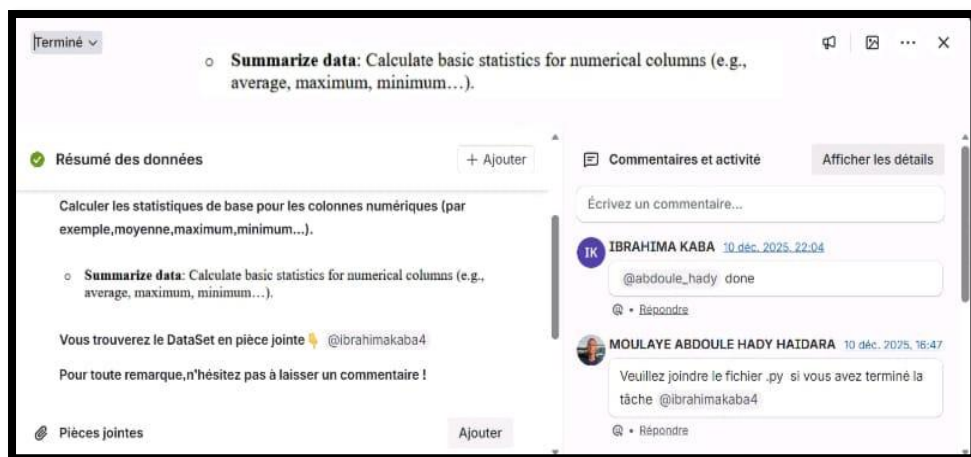 Terminé
o Summarize data: Calculate basic statistics for numerical columns (e.g.,
average, maximum, minimum…).
Résumé des données
+ Ajouter
Calculer les statistiques de base pour les colonnes numériques (par
exemple,moyenne,maximum,minimum...).
o Summarize data: Calculate basic statistics for numerical columns (e.g.,
average, maximum, minimum…).
Vous trouverez le DataSet en pièce jointe 👇 @ibrahimakaba4
Pour toute remarque,n'hésitez pas à laisser un commentaire !
Pièces jointes
Ajouter
Commentaires et activité
Afficher les détails
Écrivez un commentaire...
IK
IBRAHIMA KABA 10 déc. 2025, 22:04
@abdoule_hady done
• Répondre
MOULAYE ABDOULE HADY HAIDARA 10 déc. 2025, 16:47
Veuillez joindre le fichier .py si vous avez terminé la
tâche @ibrahimakaba4
• Répondre